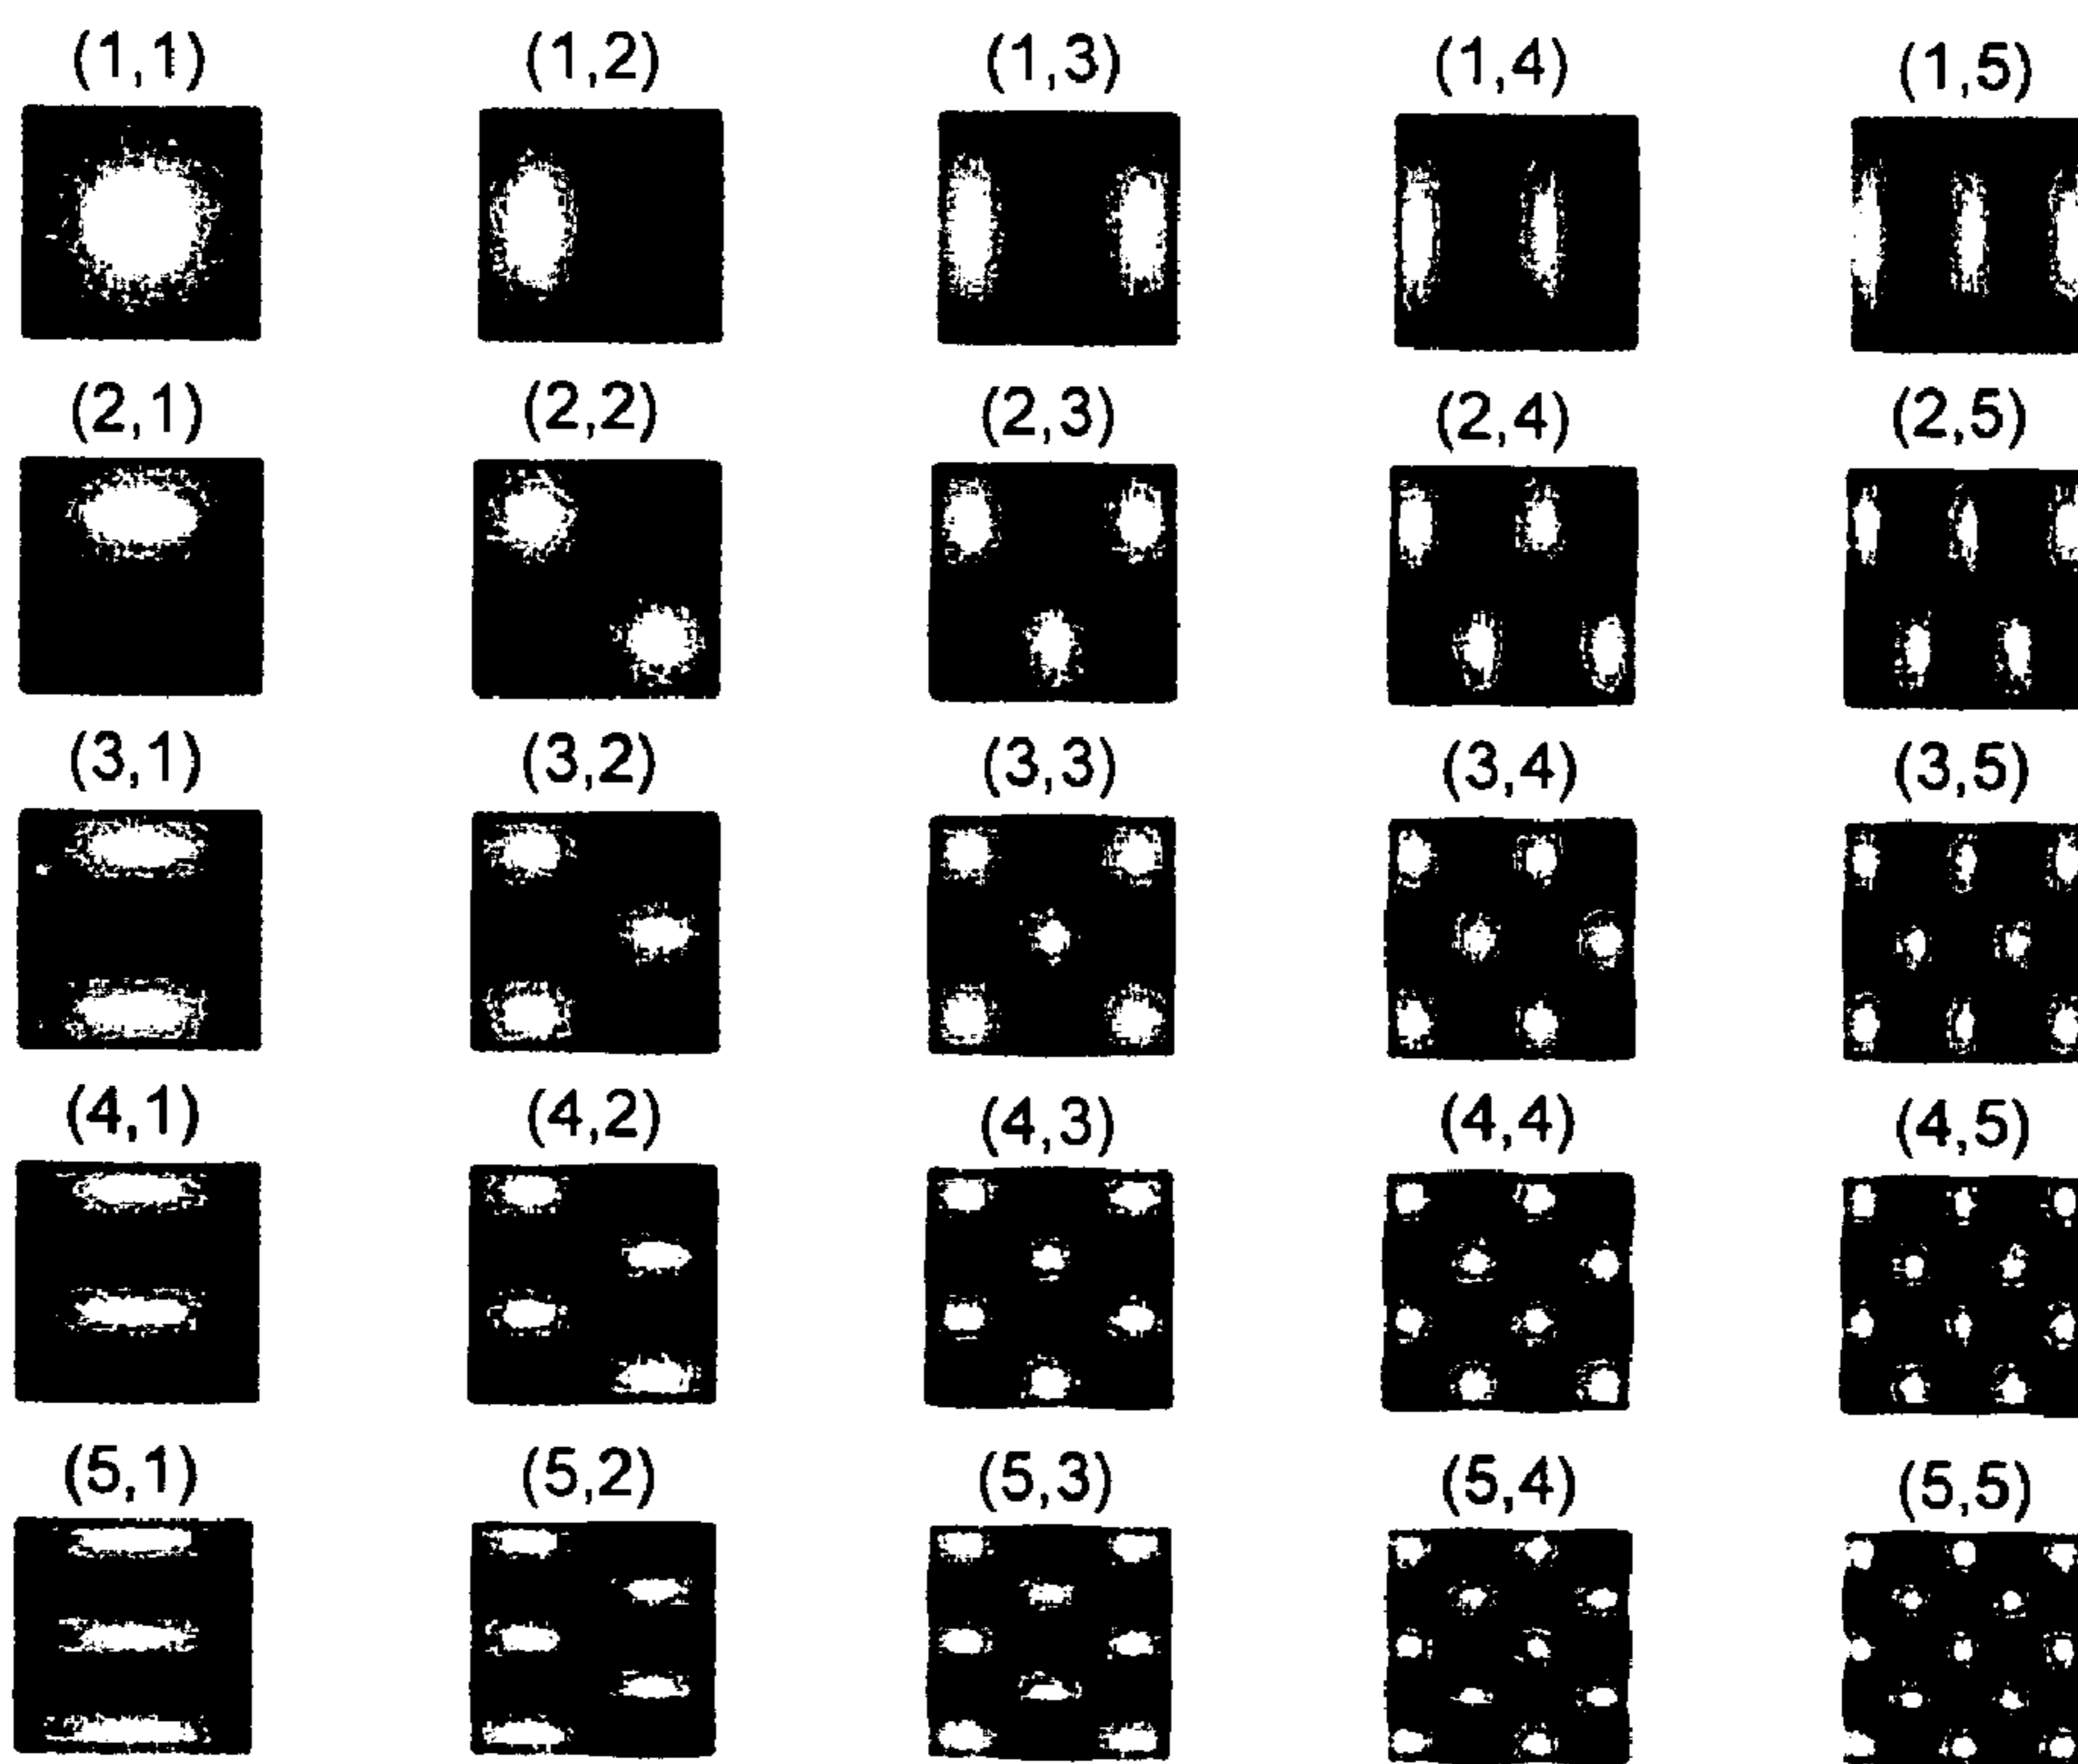 (1,1) (1,2) (1,3) (1,4) (1,5)
(2,1) (2,2) (2,3) (2,4) (2,5)
(3,1) (3,2) (3,3) (3,4) (3,5)
(4,1) (4,2) (4,3) (4,4) (4,5)
(5,1) (5,2) (5,3) (5,4) (5,5)